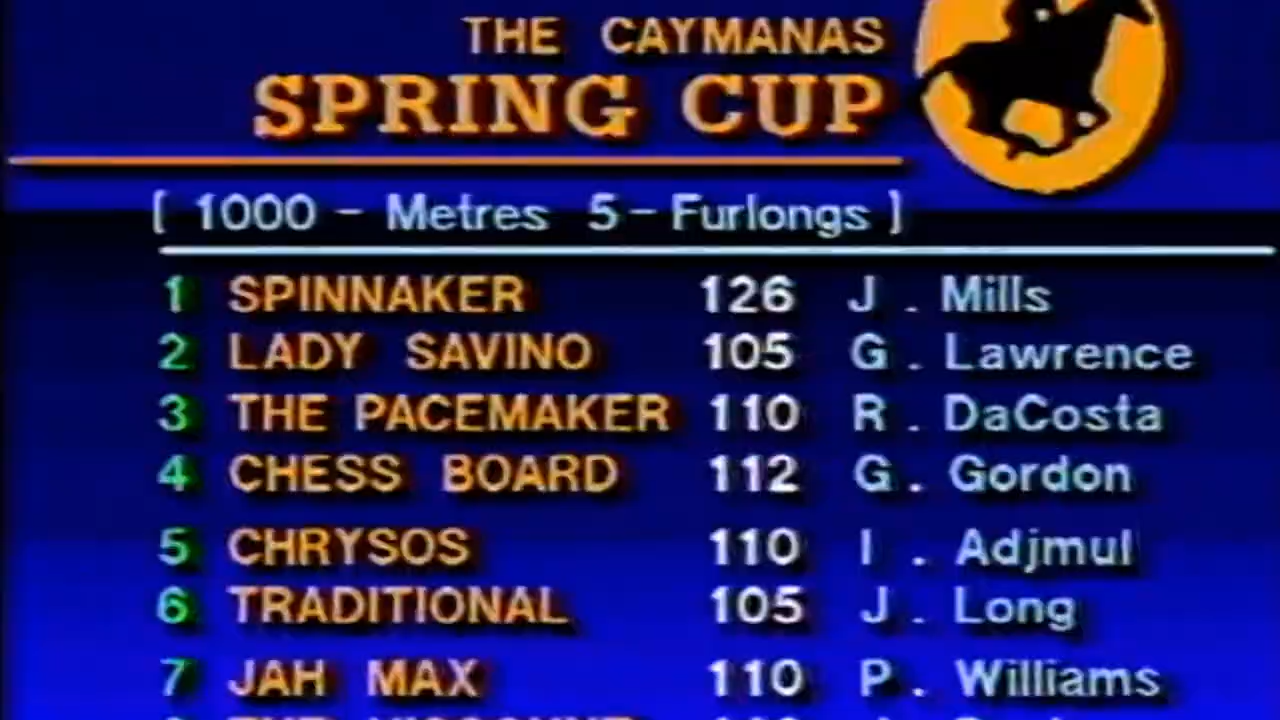 THE CAYMANAS
SPRING CUP
[ 1000 - Metres 5 - Furlongs ]
1 SPINNAKER 126 J . Mills
2 LADY SAVINO 105 G . Lawrence
3 THE PACEMAKER 110 R . DaCosta
4 CHESS BOARD 112 G . Gordon
5 CHRYSOS 110 I . Adjmul
6 TRADITIONAL 105 J . Long
7 JAH MAX 110 P . Williams